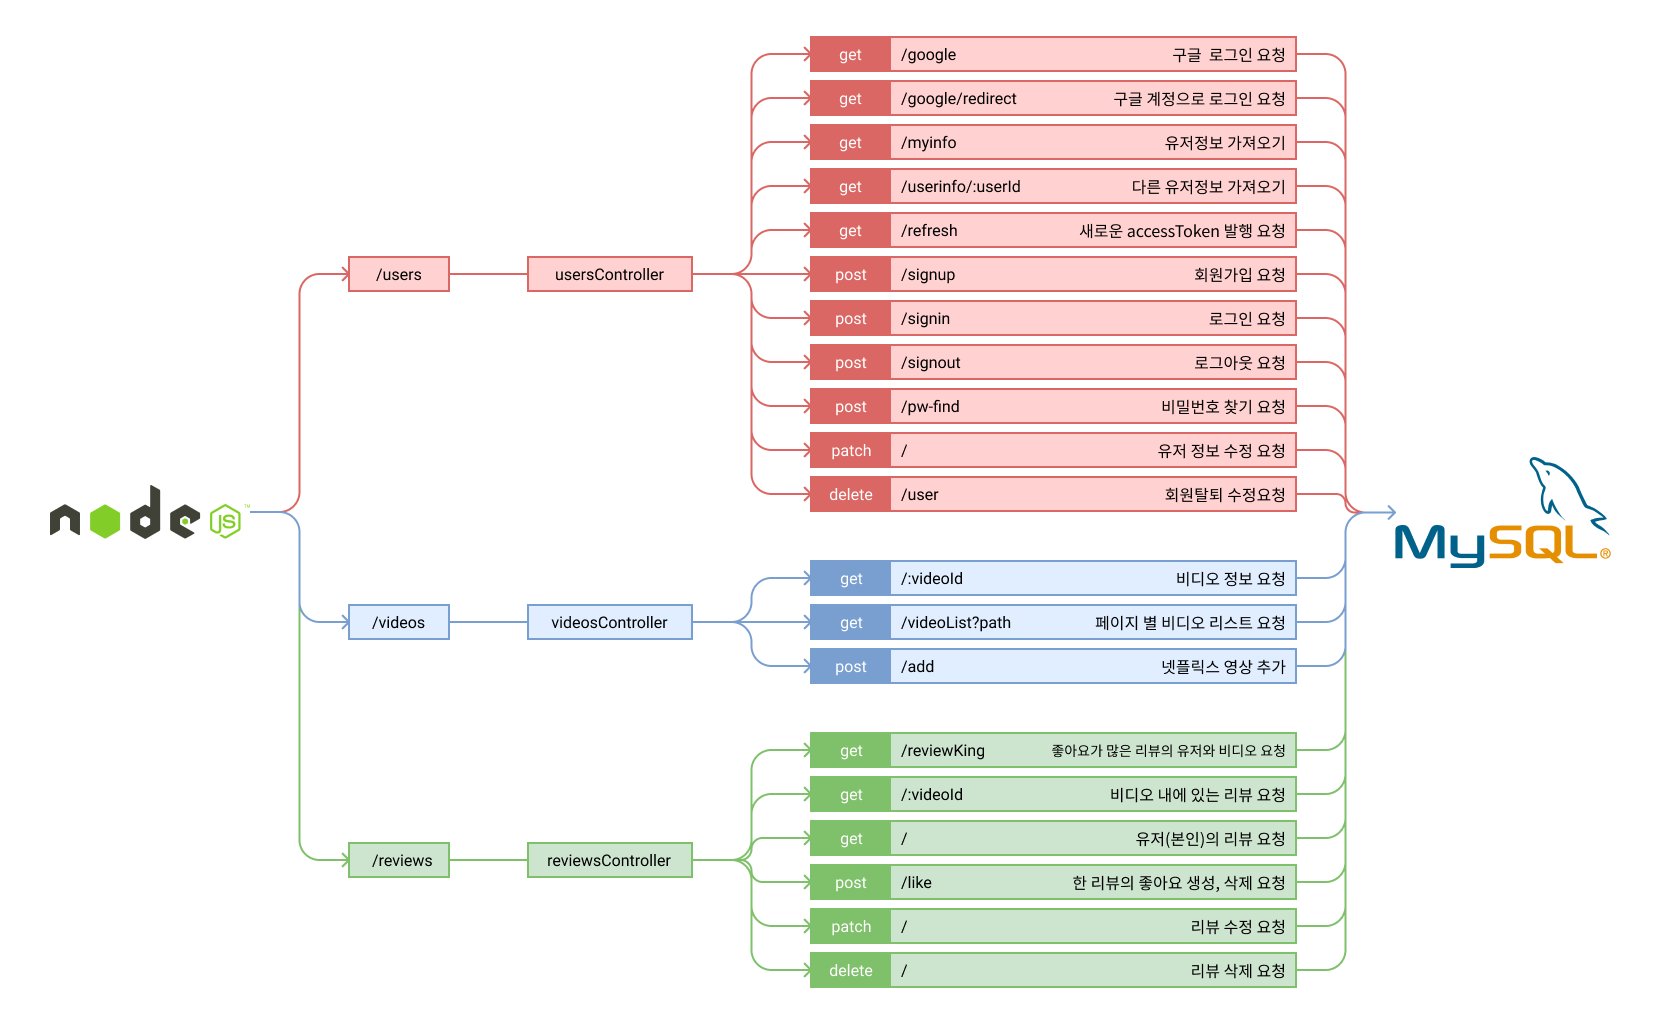 node JS ™
/users
usersController
get /google 구글 로그인 요청
get /google/redirect 구글 계정으로 로그인 요청
get /myinfo 유저정보 가져오기
get /userinfo/:userId 다른 유저정보 가져오기
get /refresh 새로운 accessToken 발행 요청
post /signup 회원가입 요청
post /signin 로그인 요청
post /signout 로그아웃 요청
post /pw-find 비밀번호 찾기 요청
patch / 유저 정보 수정 요청
delete /user 회원탈퇴 수정요청
/videos
videosController
get /:videoId 비디오 정보 요청
get /videoList?path 페이지 별 비디오 리스트 요청
post /add 넷플릭스 영상 추가
/reviews
reviewsController
get /reviewKing 좋아요가 많은 리뷰의 유저와 비디오 요청
get /:videoId 비디오 내에 있는 리뷰 요청
get / 유저(본인)의 리뷰 요청
post /like 한 리뷰의 좋아요 생성, 삭제 요청
patch / 리뷰 수정 요청
delete / 리뷰 삭제 요청
MySQL®